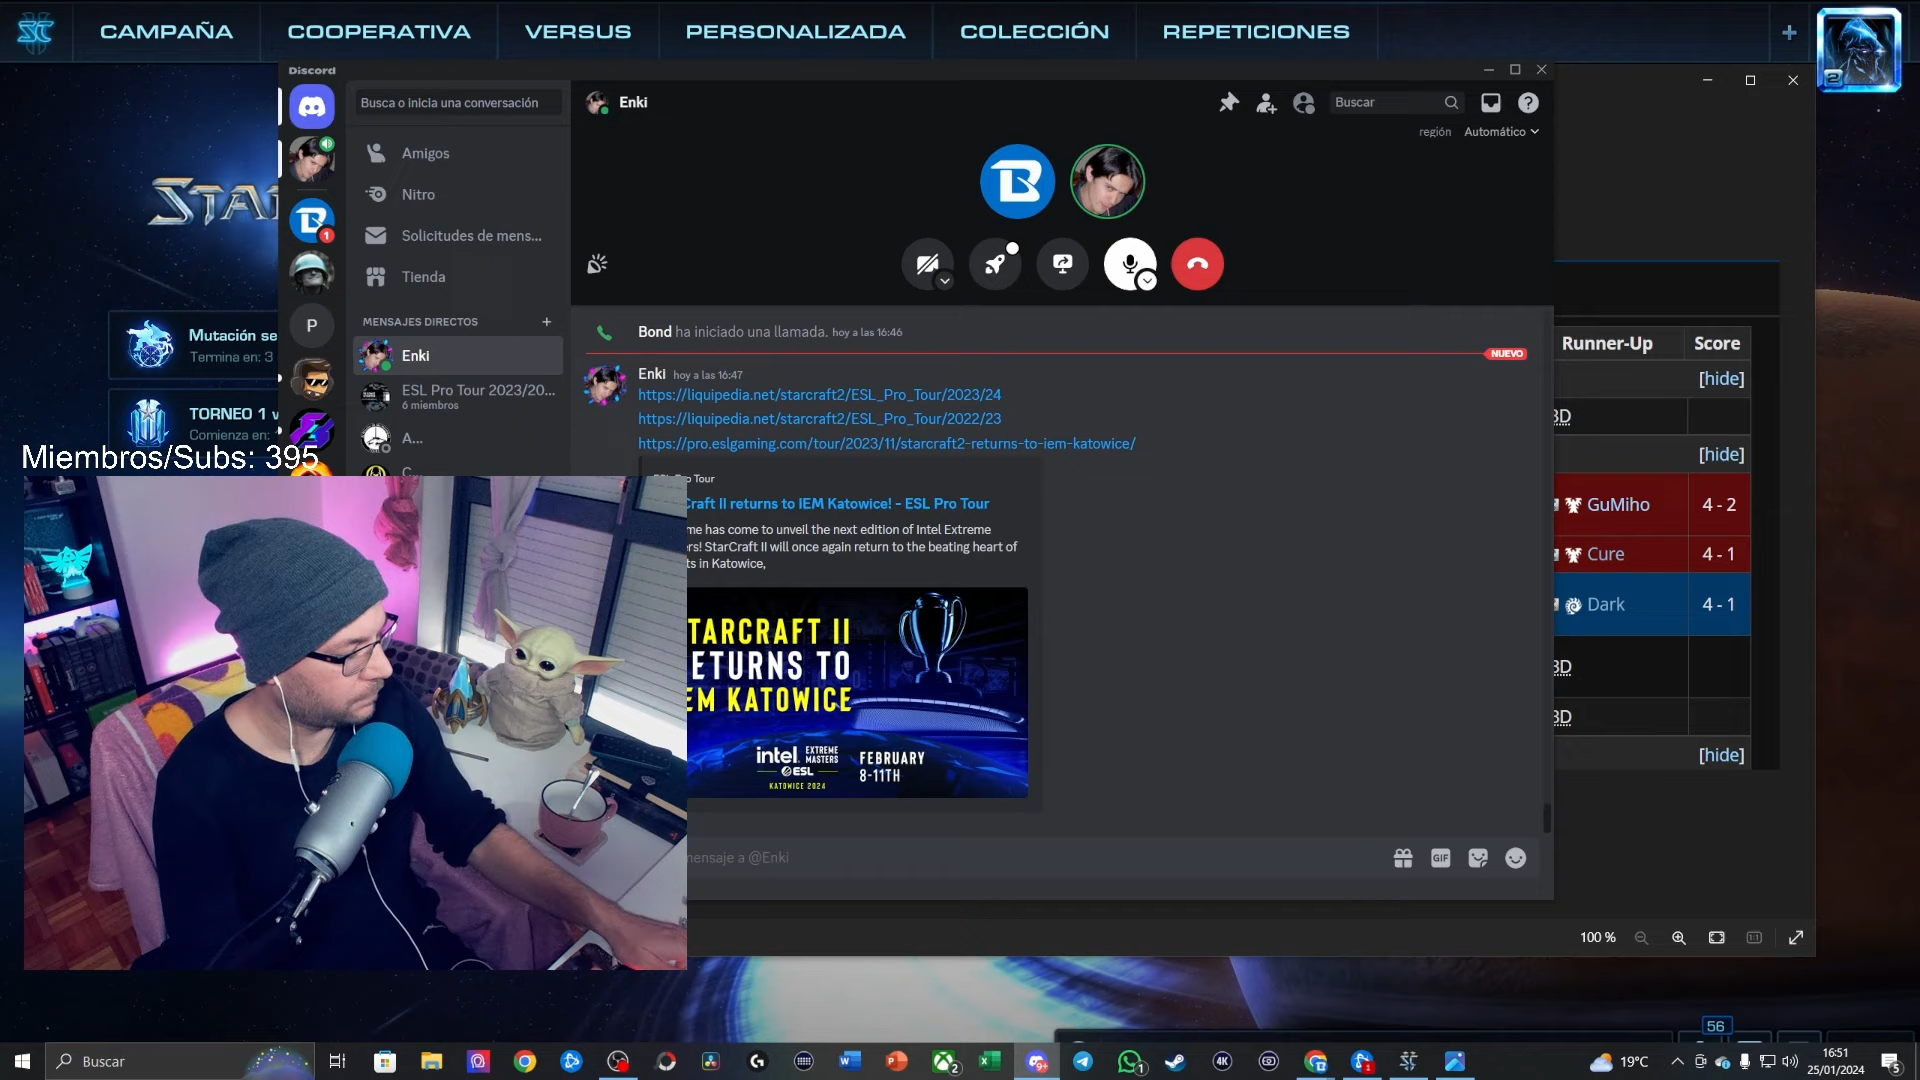 CAMPAÑA
COOPERATIVA
VERSUS
PERSONALIZADA
COLECCIÓN
REPETICIONES
Discord
Busca o inicia una conversación
Enki
Buscar
región
Automático
Amigos
Nitro
1
Solicitudes de mens...
Tienda
P
MENSAJES DIRECTOS
Enki
ESL Pro Tour 2023/20...
6 miembros
A...
Mutación se
Termina en: 3
TORNEO 1 v
Comienza en:
Miembros/Subs: 395
Bond ha iniciado una llamada. hoy a las 16:46
NUEVO
Enki hoy a las 16:47
https://liquipedia.net/starcraft2/ESL_Pro_Tour/2023/24
https://liquipedia.net/starcraft2/ESL_Pro_Tour/2022/23
https://pro.eslgaming.com/tour/2023/11/starcraft2-returns-to-iem-katowice/
Tour
Craft II returns to IEM Katowice! - ESL Pro Tour
me has come to unveil the next edition of Intel Extreme
rs! StarCraft II will once again return to the beating heart of
ts in Katowice,
TARCRAFT II
ETURNS TO
EM KATOWICE
intel EXTREME MASTERS
ESL
KATOWICE 2024
FEBRUARY
8-11TH
mensaje a @Enki
GIF
Runner-Up
Score
[hide]
BD
[hide]
GuMiho
4 - 2
Cure
4 - 1
Dark
4 - 1
BD
BD
[hide]
100 %
56
Buscar
19°C
16:51
25/01/2024